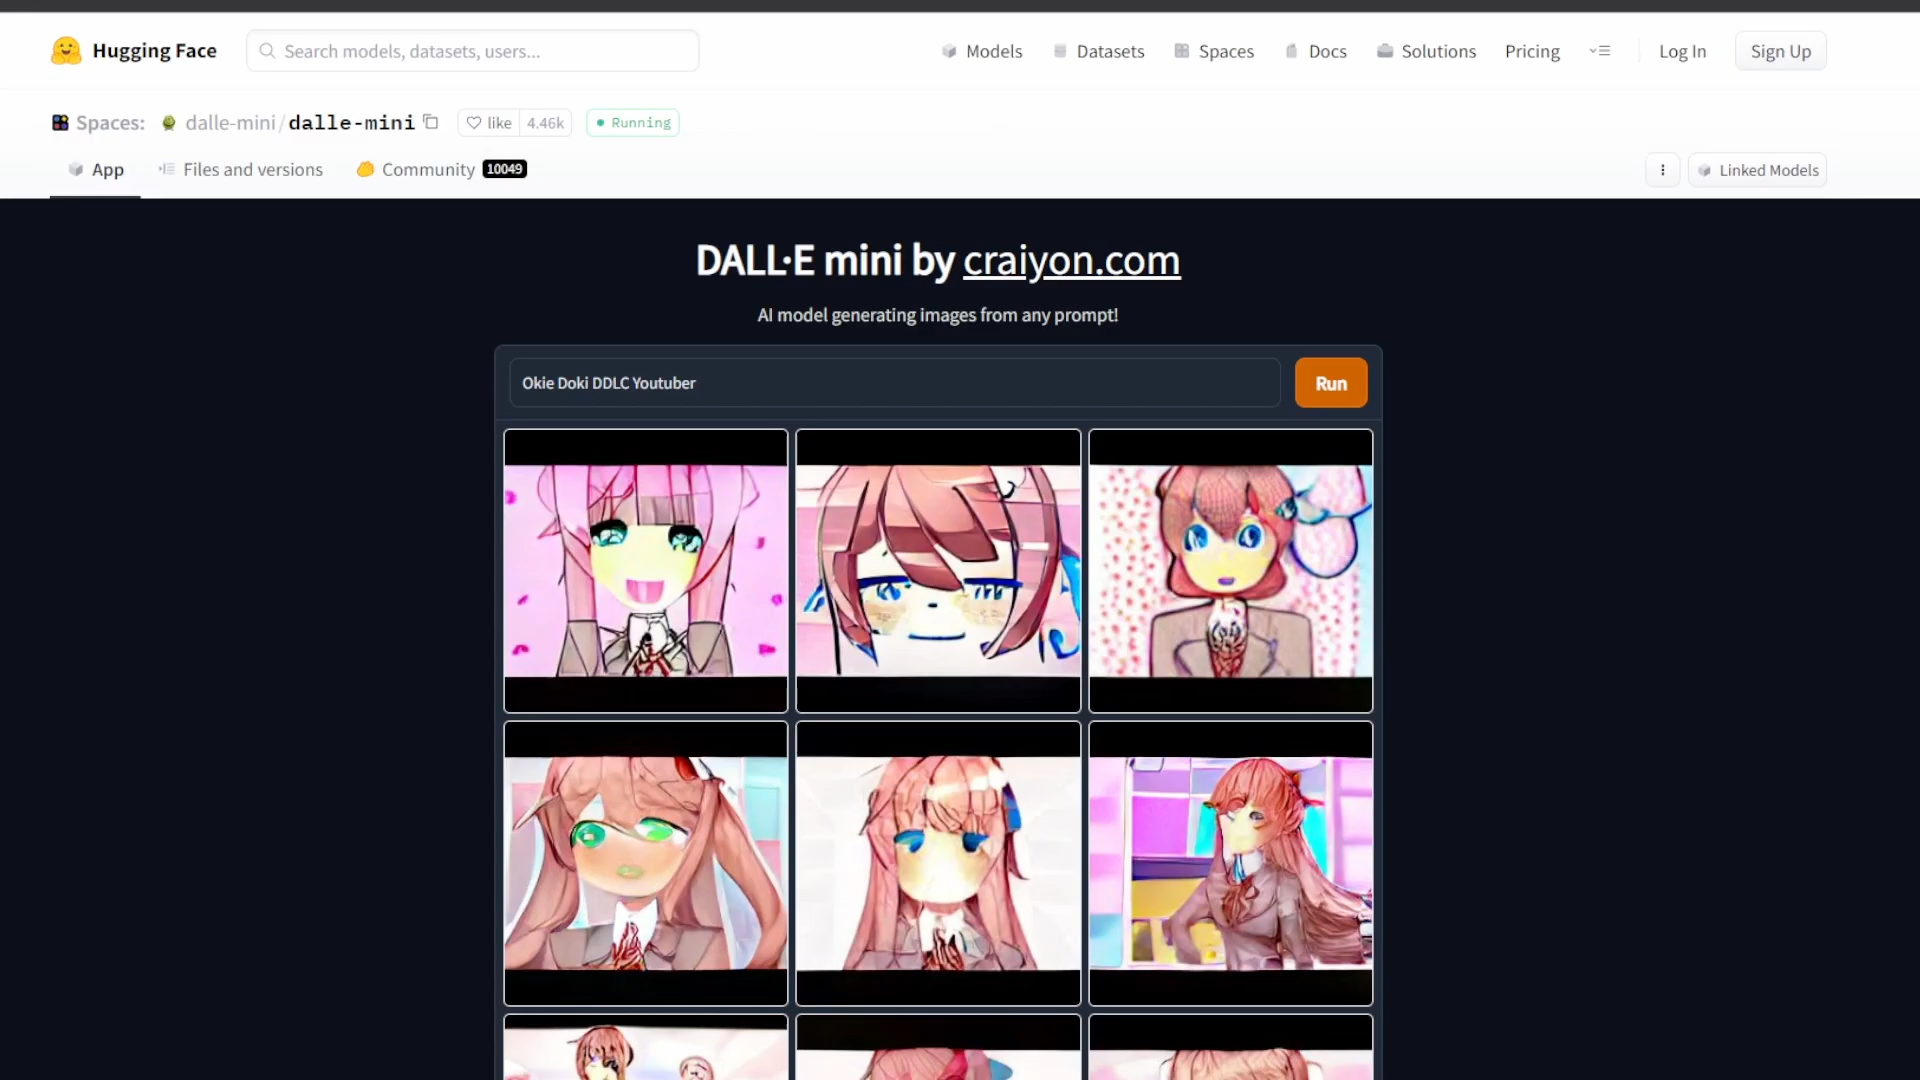 Hugging Face
Search models, datasets, users...
Models
Datasets
Spaces
Docs
Solutions
Pricing
Log In
Sign Up
Spaces:
dalle-mini/dalle-mini
like
4.46k
Running
App
Files and versions
Community
10049
Linked Models
DALL·E mini by craiyon.com
AI model generating images from any prompt!
Okie Doki DDLC Youtuber
Run